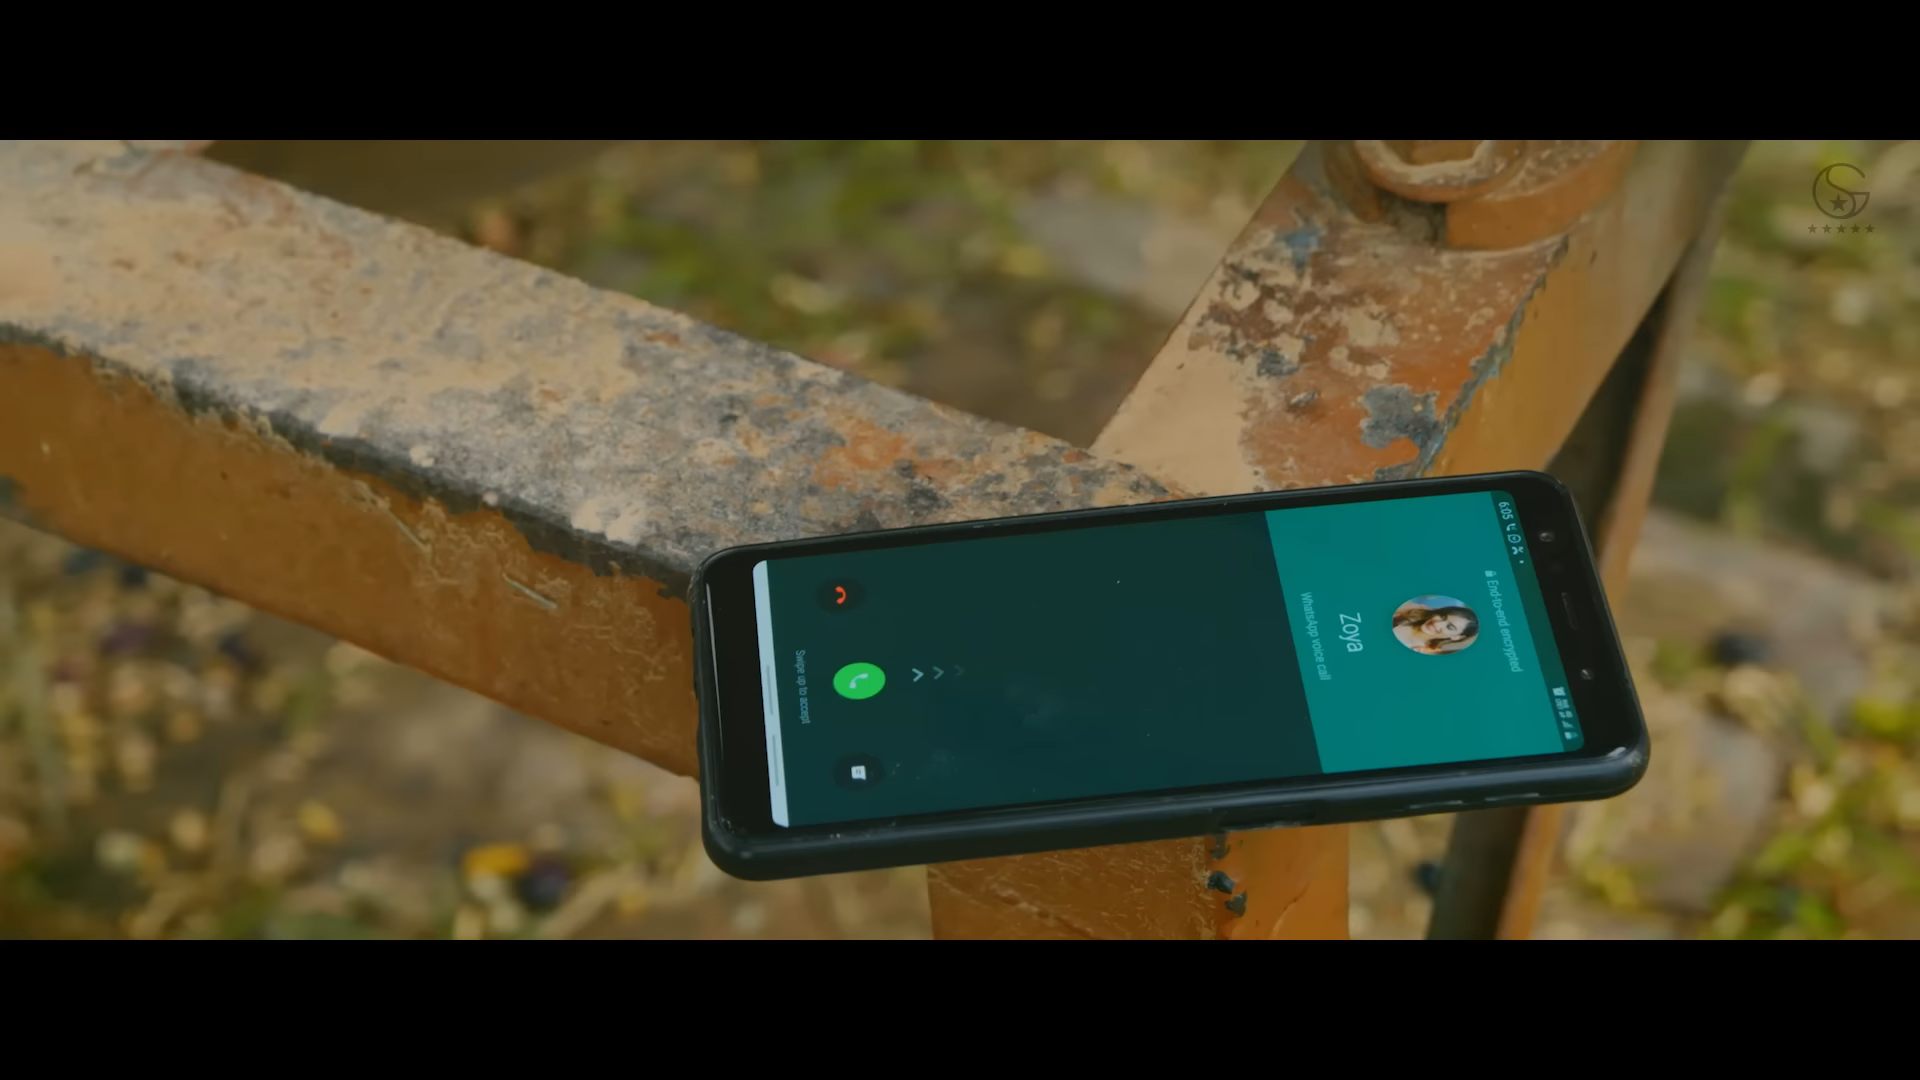 6:05
End-to-end encrypted
Zoya
WhatsApp voice call
Swipe up to accept